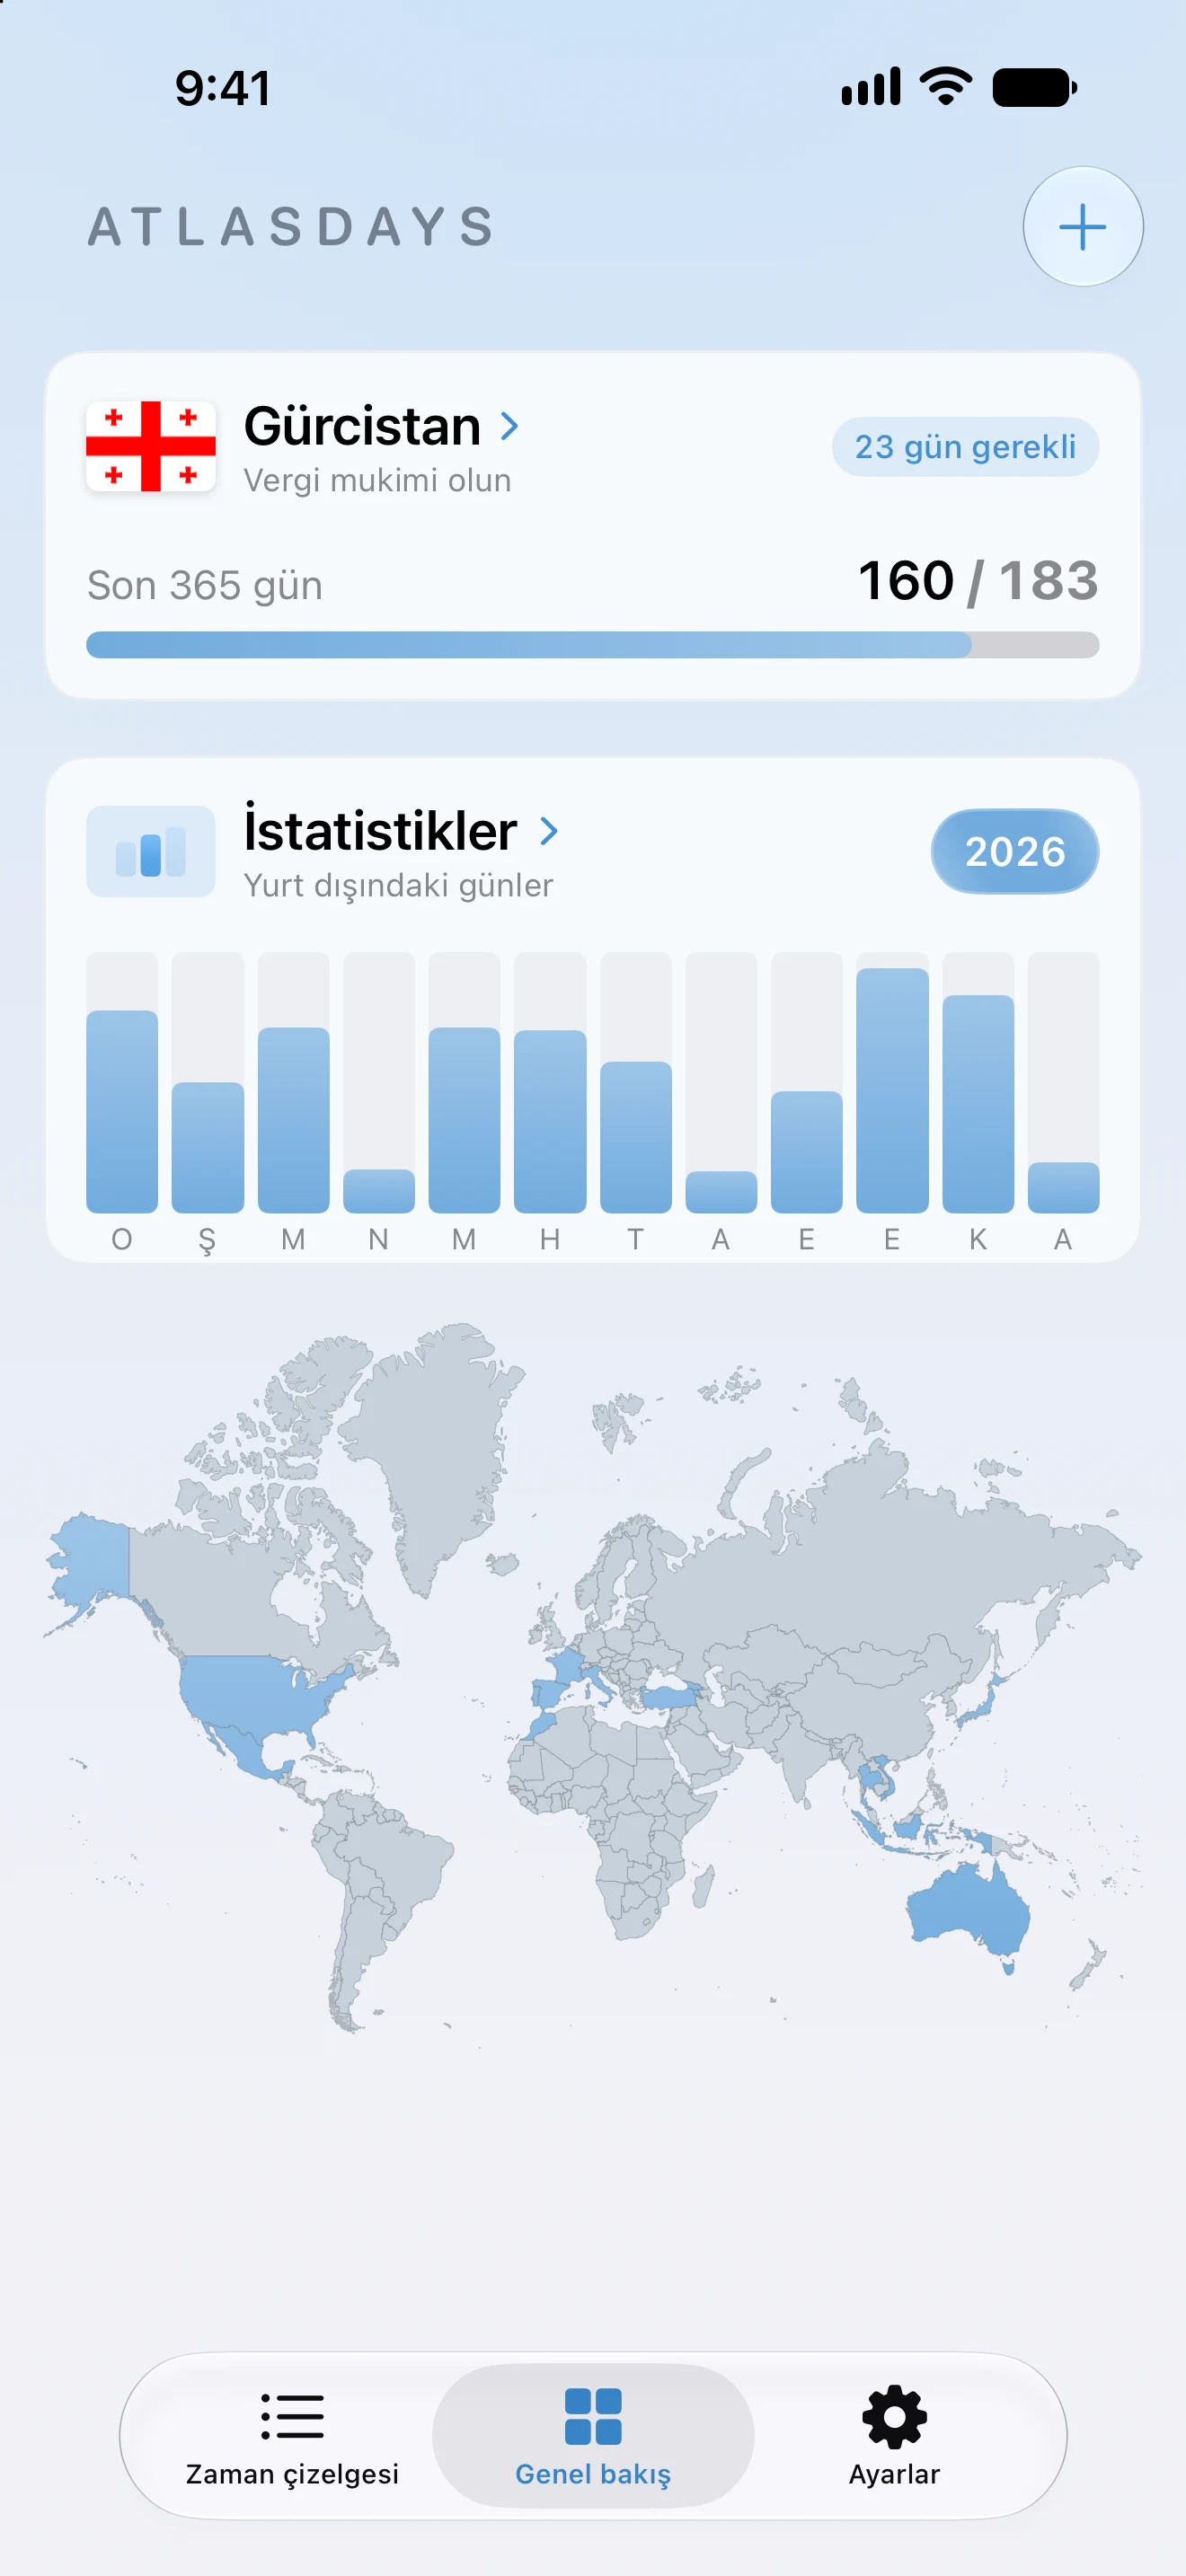 9:41
ATLASDAYS
Gürcistan
Vergi mukimi olun
23 gün gerekli
Son 365 gün
160 / 183
İstatistikler
Yurt dışındaki günler
2026
O Ş M N M H T A E E K A
Zaman çizelgesi
Genel bakış
Ayarlar